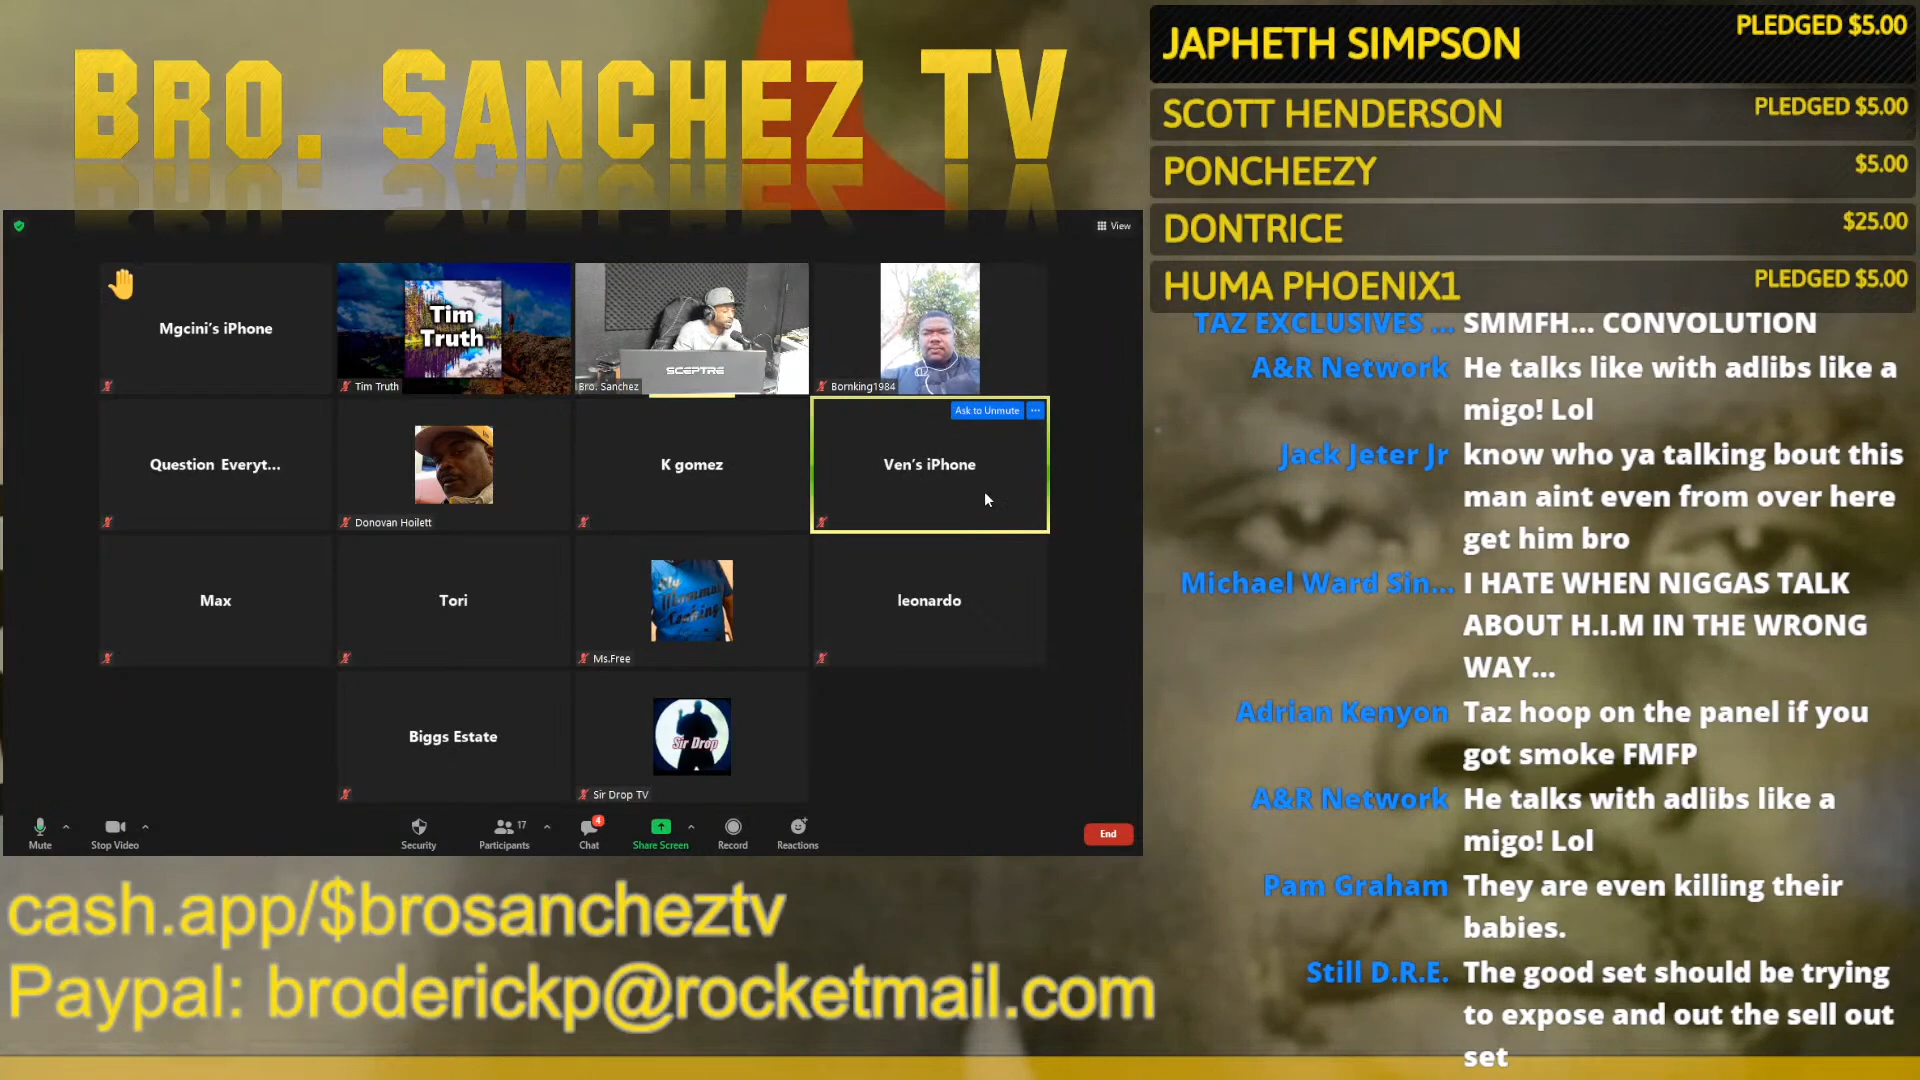 BRO. SANCHEZ TV
View
Mgcini's iPhone
Tim
Truth
Tim Truth
SCEPTRE
Bro. Sanchez
Bornking1984
Question Everyt...
Donovan Hoilett
K gomez
Ask to Unmute ...
Ven's iPhone
Max
Tori
Sly
Mommas
Cooking
Ms.Free
leonardo
Biggs Estate
Sir Drop
Sir Drop TV
Mute
Stop Video
Security
17
Participants
4
Chat
Share Screen
Record
Reactions
End
cash.app/$brosancheztv
Paypal: broderickp@rocketmail.com
JAPHETH SIMPSON PLEDGED $5.00
SCOTT HENDERSON PLEDGED $5.00
PONCHEEZY $5.00
DONTRICE $25.00
HUMA PHOENIX1 PLEDGED $5.00
TAZ EXCLUSIVES ... SMMFH... CONVOLUTION
A&R Network He talks like with adlibs like a
migo! Lol
Jack Jeter Jr know who ya talking bout this
man aint even from over here
get him bro
Michael Ward Sin... I HATE WHEN NIGGAS TALK
ABOUT H.I.M IN THE WRONG
WAY...
Adrian Kenyon Taz hoop on the panel if you
got smoke FMFP
A&R Network He talks with adlibs like a
migo! Lol
Pam Graham They are even killing their
babies.
Still D.R.E. The good set should be trying
to expose and out the sell out
set